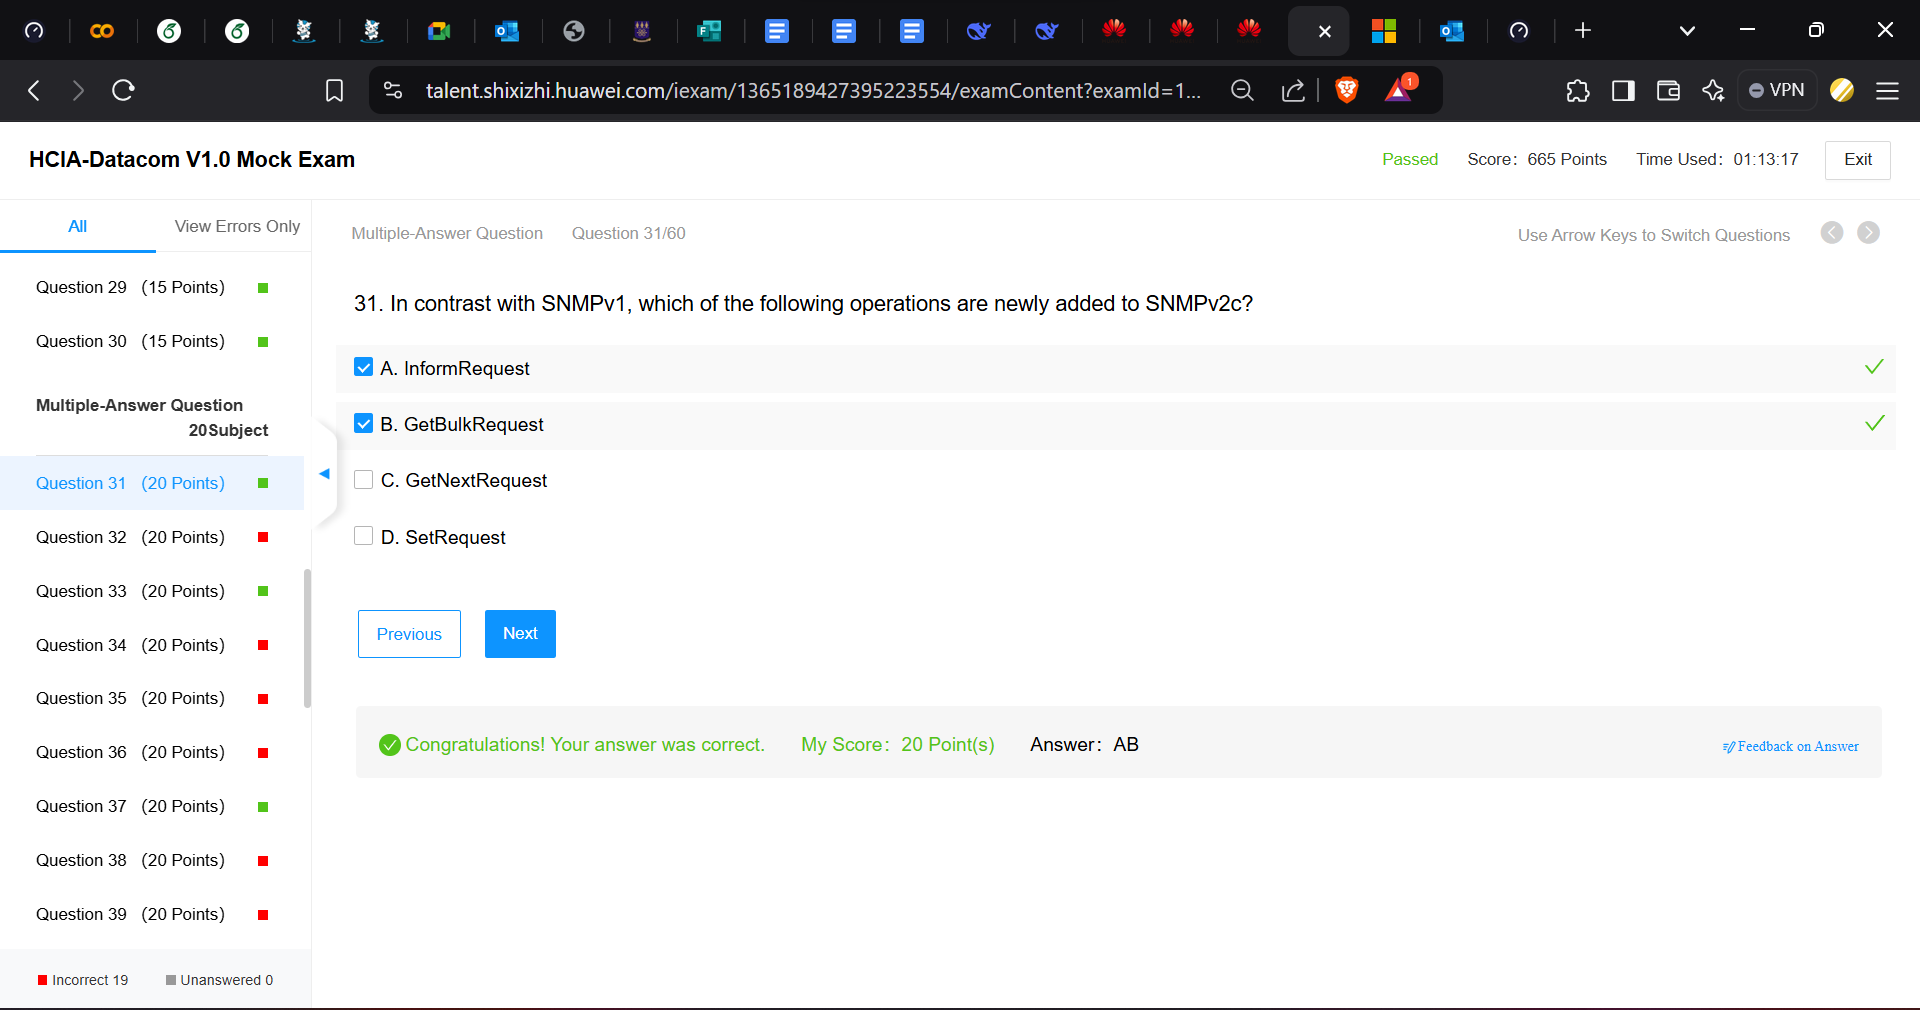 talent.shixizhi.huawei.com/iexam/1365189427395223554/examContent?examId=1...
1
VPN
HCIA-Datacom V1.0 Mock Exam
Passed
Score: 665 Points
Time Used: 01:13:17
Exit
All
View Errors Only
Multiple-Answer Question
Question 31/60
Use Arrow Keys to Switch Questions
Question 29 (15 Points)
Question 30 (15 Points)
Multiple-Answer Question
20Subject
Question 31 (20 Points)
Question 32 (20 Points)
Question 33 (20 Points)
Question 34 (20 Points)
Question 35 (20 Points)
Question 36 (20 Points)
Question 37 (20 Points)
Question 38 (20 Points)
Question 39 (20 Points)
Incorrect 19
Unanswered 0
31. In contrast with SNMPv1, which of the following operations are newly added to SNMPv2c?
A. InformRequest
B. GetBulkRequest
C. GetNextRequest
D. SetRequest
Previous
Next
Congratulations! Your answer was correct.
My Score: 20 Point(s)
Answer: AB
Feedback on Answer